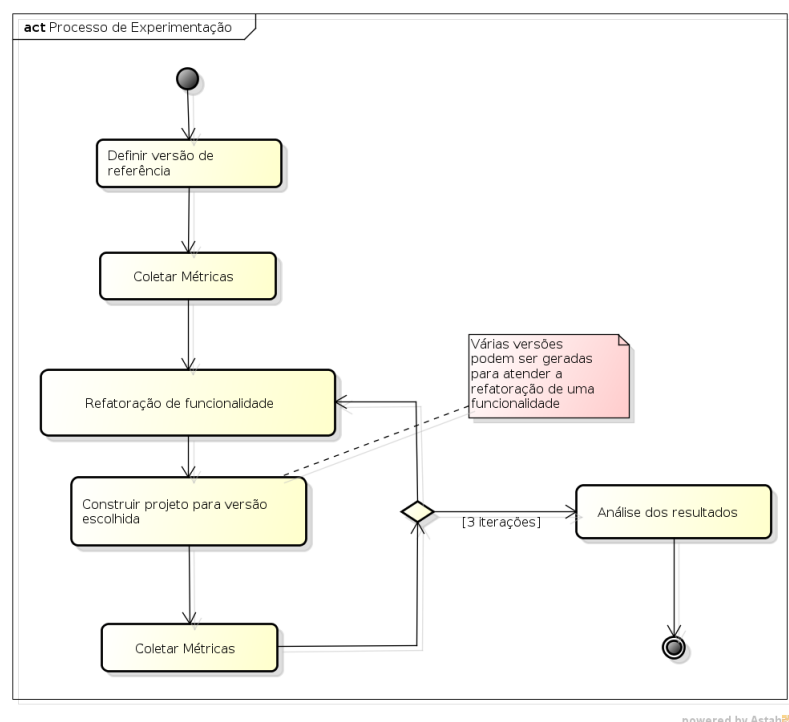 act Processo de Experimentação
Definir versão de
referência
Coletar Métricas
Várias versões
podem ser geradas
para atender a
refatoração de uma
funcionalidade
Refatoração de funcionalidade
Construir projeto para versão
escolhida
[3 iterações]
Análise dos resultados
Coletar Métricas
powered by Astah